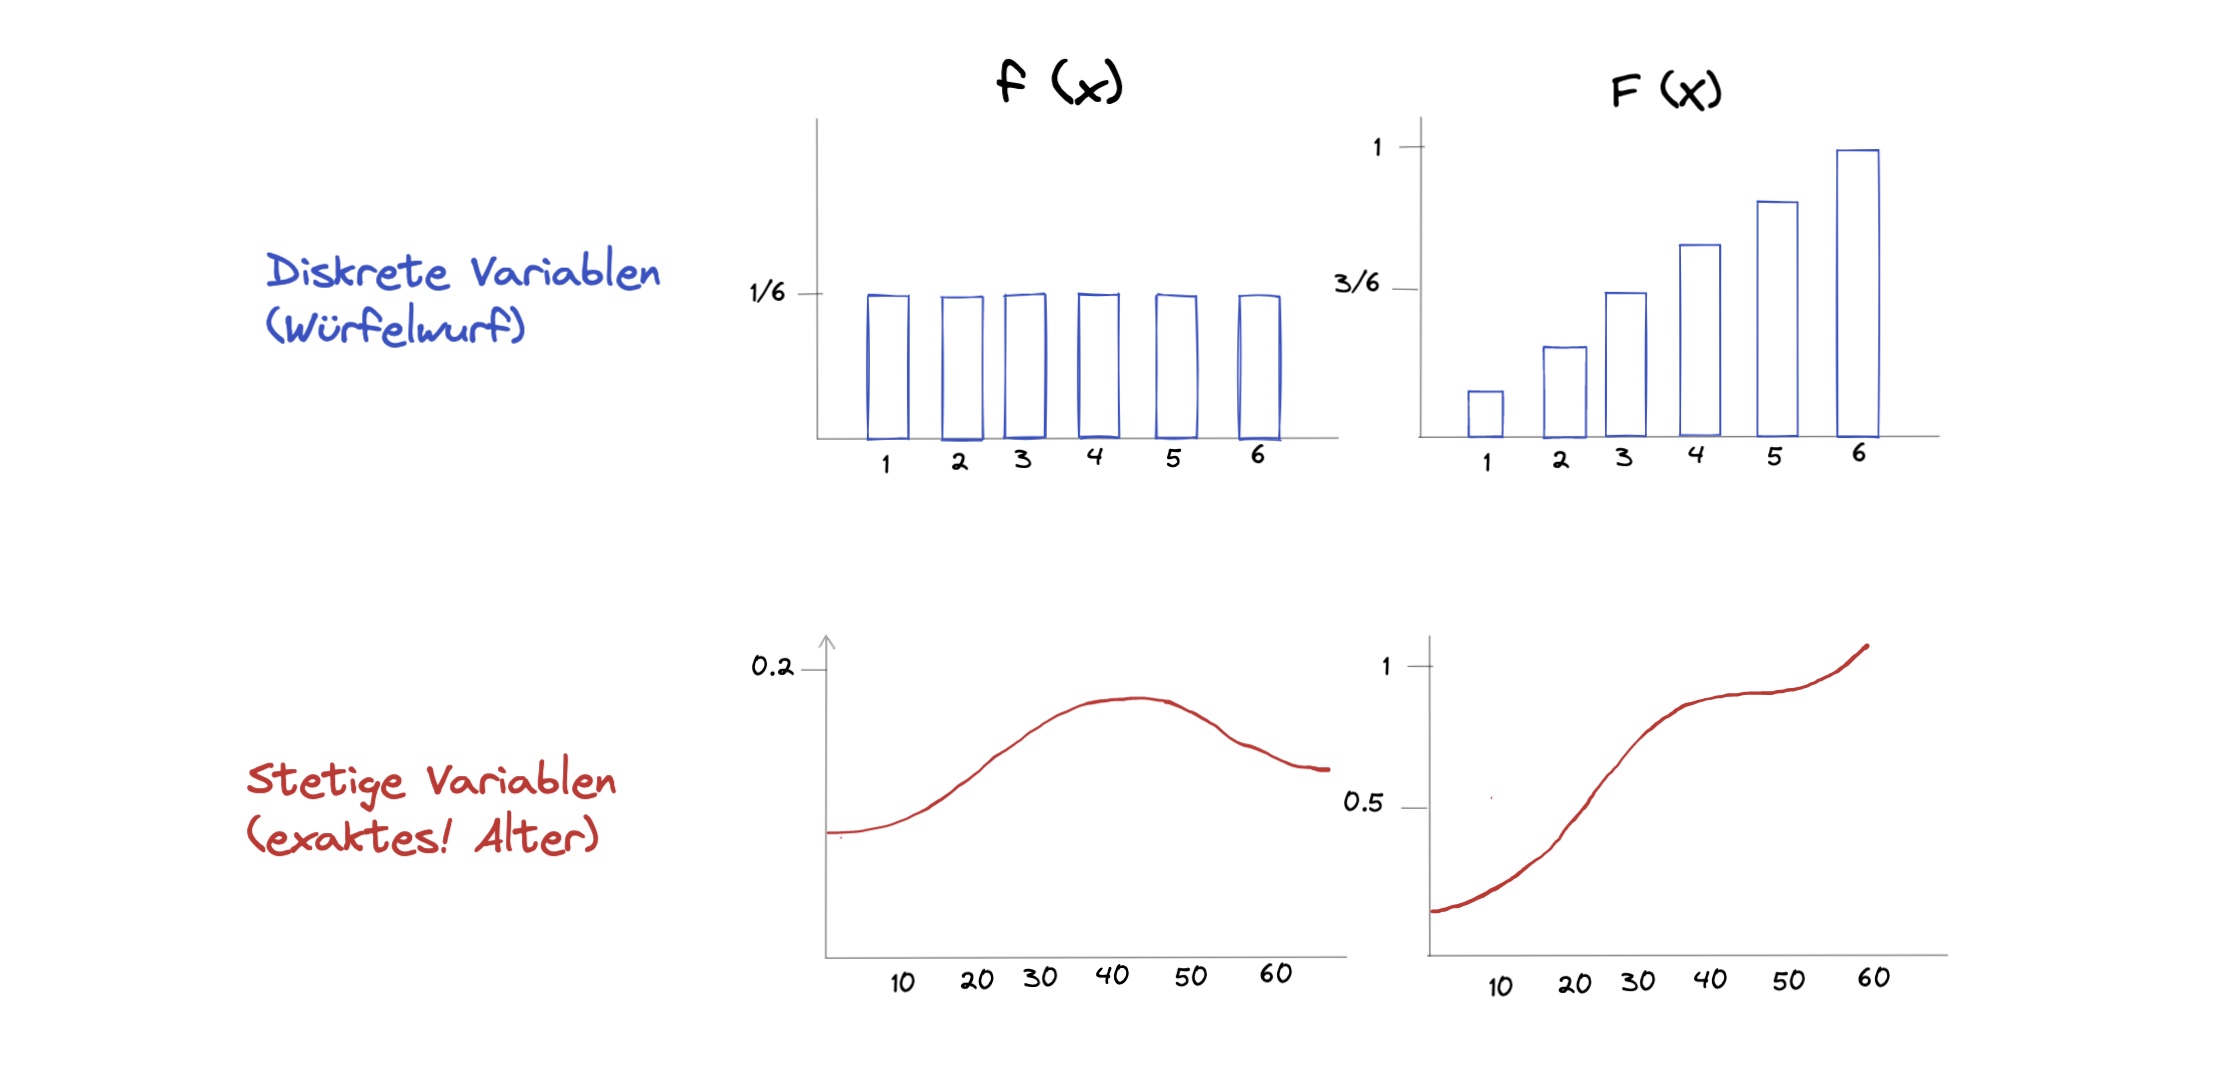 f (x)
F (x)
Diskrete Variablen
(Würfelwurf)
1/6
1 2 3 4 5 6
1
3/6
1 2 3 4 5 6
Stetige Variablen
(exaktes! Alter)
0.2
10 20 30 40 50 60
1
0.5
10 20 30 40 50 60